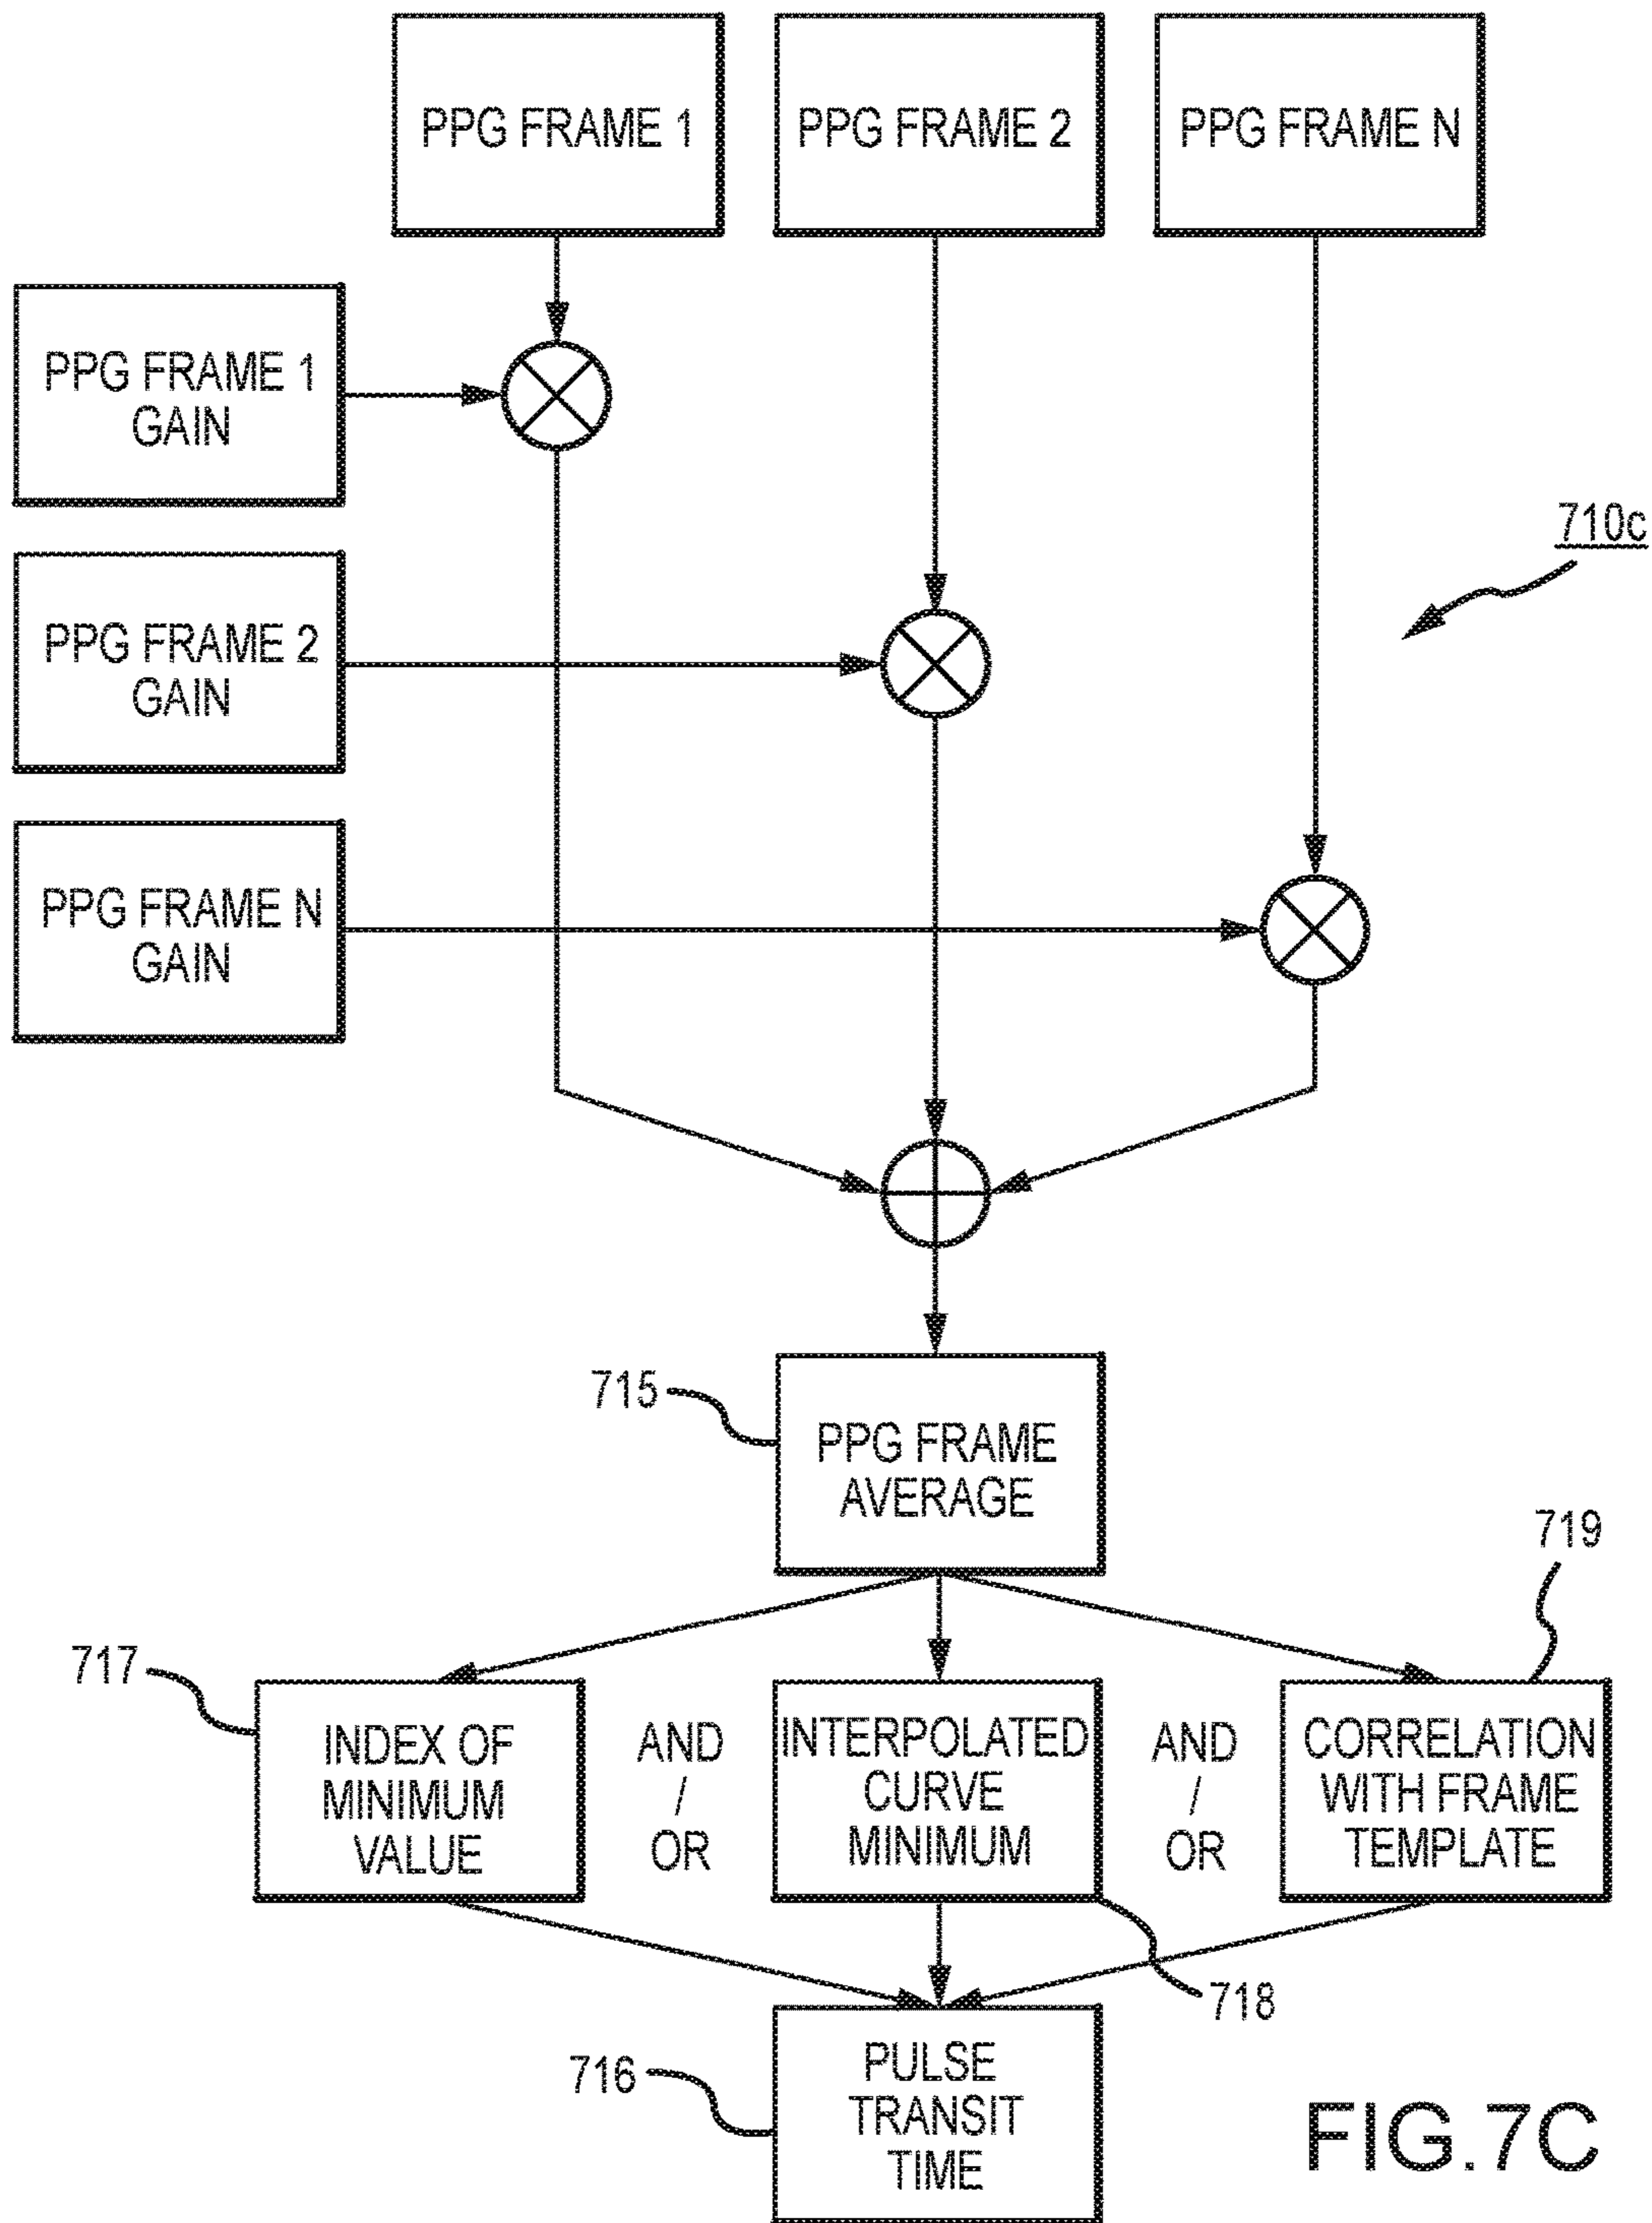 PPG FRAME 1
PPG FRAME 2
PPG FRAME N
PPG FRAME 1
GAIN
710c
PPG FRAME 2
GAIN
PPG FRAME N
GAIN
715
PPG FRAME
AVERAGE
719
717
INDEX OF
MINIMUM
VALUE
AND
/
OR
INTERPOLATED
CURVE
MINIMUM
AND
/
OR
CORRELATION
WITH FRAME
TEMPLATE
718
716
PULSE
TRANSIT
TIME
FIG.7C